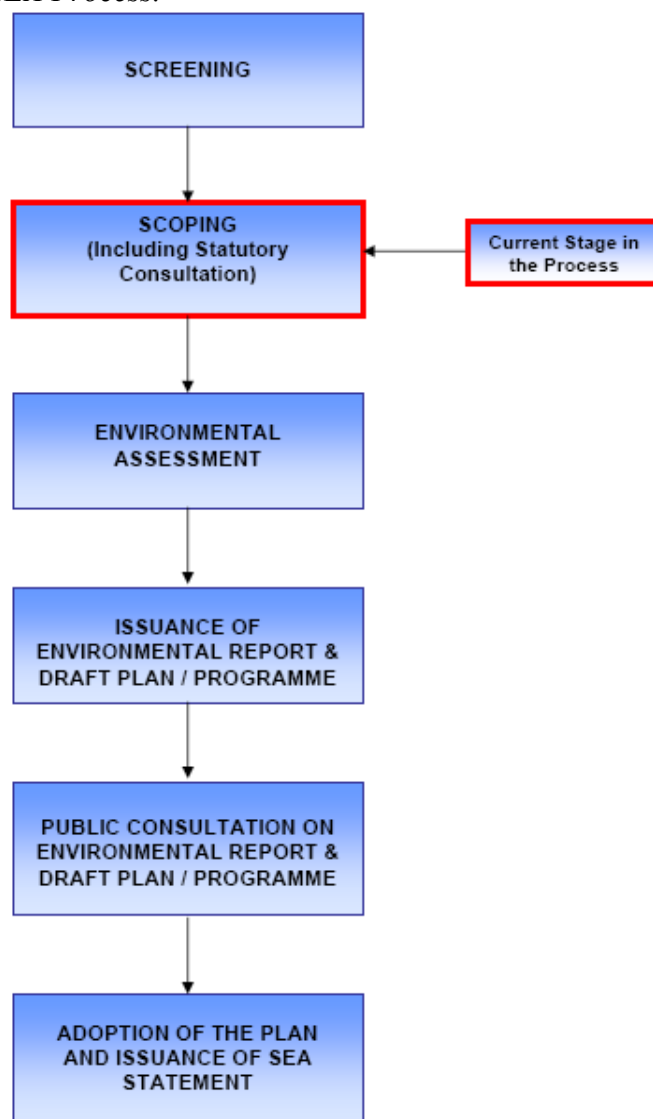 SCREENING
SCOPING
(Including Statutory
Consultation)
Current Stage in
the Process
ENVIRONMENTAL
ASSESSMENT
ISSUANCE OF
ENVIRONMENTAL REPORT &
DRAFT PLAN / PROGRAMME
PUBLIC CONSULTATION ON
ENVIRONMENTAL REPORT &
DRAFT PLAN / PROGRAMME
ADOPTION OF THE PLAN
AND ISSUANCE OF SEA
STATEMENT